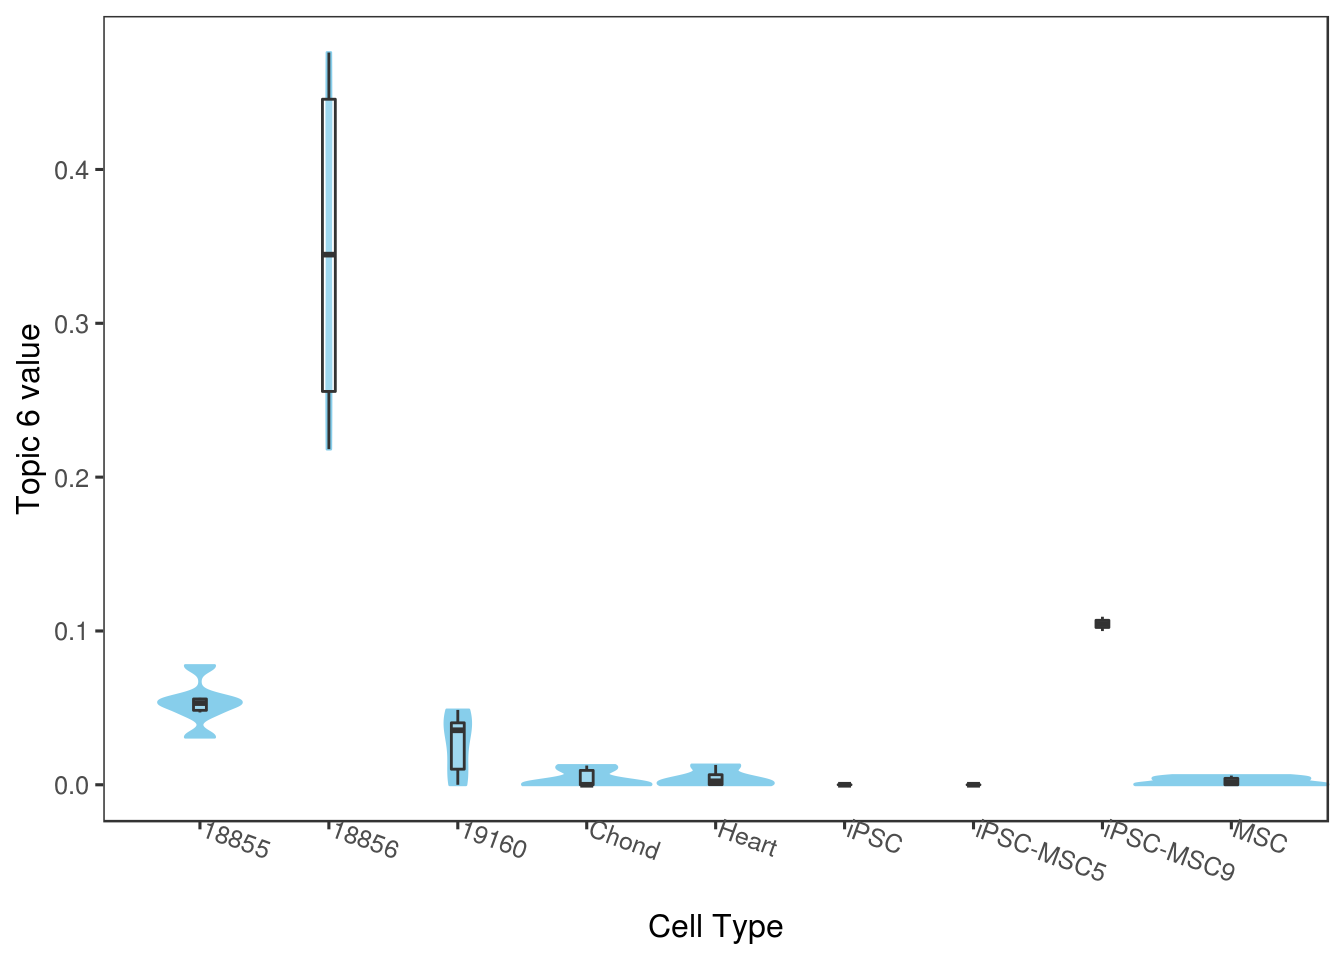 Topic 6 value
0.4
0.3
0.2
0.1
0.0
18855
18856
19160
Chond
Heart
iPSC
iPSC-MSC5
iPSC-MSC9
MSC
Cell Type